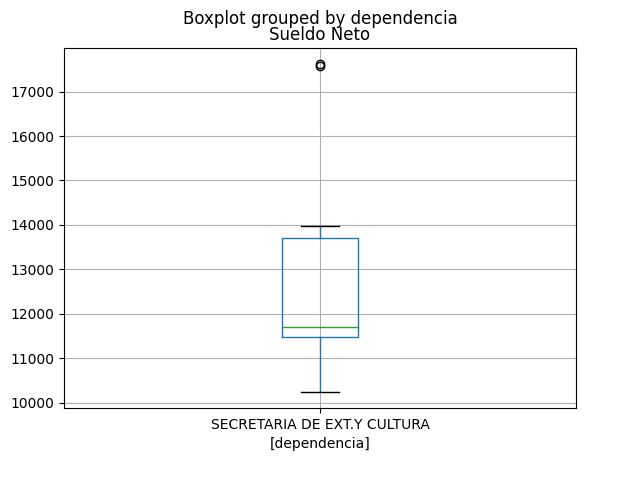 Boxplot grouped by dependencia
Sueldo Neto
17000
16000
15000
14000
13000
12000
11000
10000
SECRETARIA DE EXT.Y CULTURA
[dependencia]